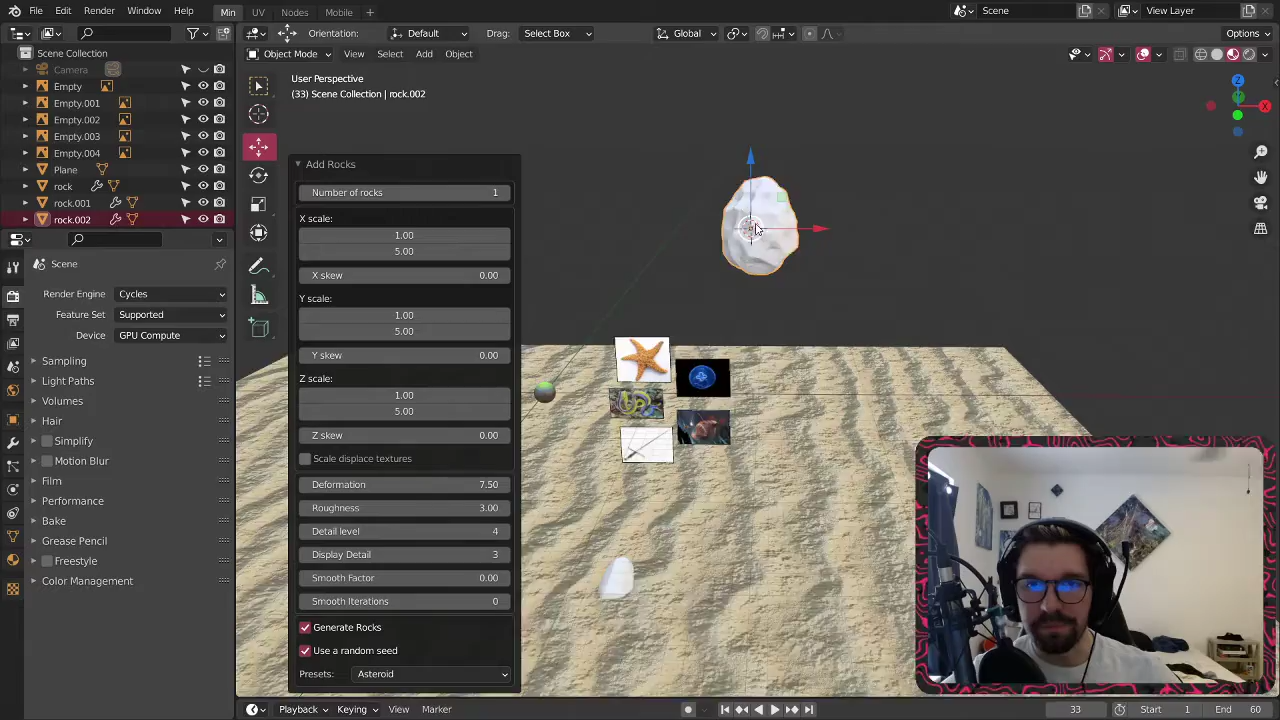 File Edit Render Window Help Min UV Nodes Mobile + Scene View Layer
Orientation: Default Drag: Select Box Global Options
Object Mode View Select Add Object
Scene Collection
Camera
Empty
Empty.001
Empty.002
Empty.003
Empty.004
Plane
rock
rock.001
rock.002
User Perspective
(33) Scene Collection | rock.002
Z
X
Scene
Render Engine Cycles
Feature Set Supported
Device GPU Compute
Sampling
Light Paths
Volumes
Hair
Simplify
Motion Blur
Film
Performance
Bake
Grease Pencil
Freestyle
Color Management
Add Rocks
Number of rocks 1
X scale:
1.00
5.00
X skew 0.00
Y scale:
1.00
5.00
Y skew 0.00
Z scale:
1.00
5.00
Z skew 0.00
Scale displace textures
Deformation 7.50
Roughness 3.00
Detail level 4
Display Detail 3
Smooth Factor 0.00
Smooth Iterations 0
Generate Rocks
Use a random seed
Presets: Asteroid
Playback Keying View Marker 33 Start 1 End 60